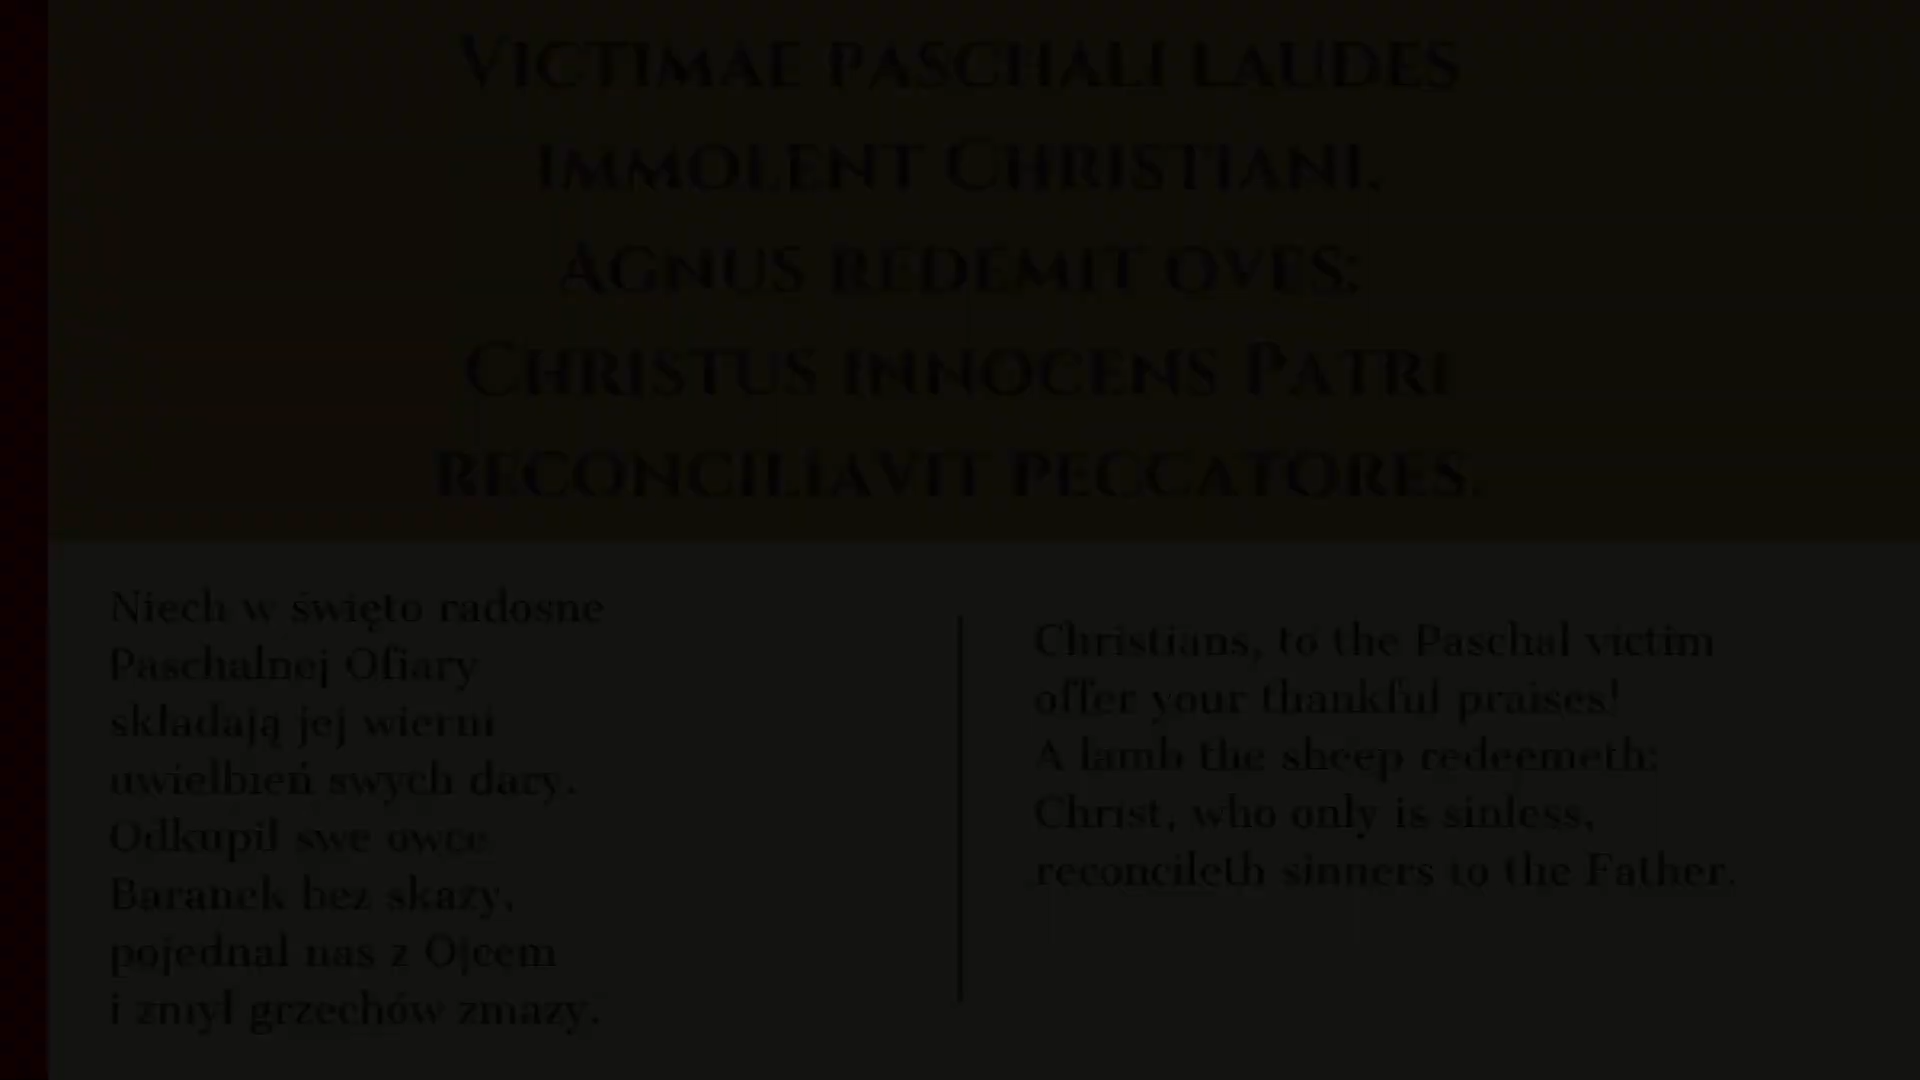 Victimae paschali laudes
immolent Christiani.
Agnus redemit oves:
Christus innocens Patri
reconciliavit peccatores.
Niech w święto radosne
Paschalnej Ofiary
składają jej wierni
uwielbień swych dary.
Odkupił swe owce
Baranek bez skazy,
pojednał nas z Ojcem
i zmył grzechów zmazy.
Christians, to the Paschal victim
offer your thankful praises!
A lamb the sheep redeemeth:
Christ, who only is sinless,
reconcileth sinners to the Father.